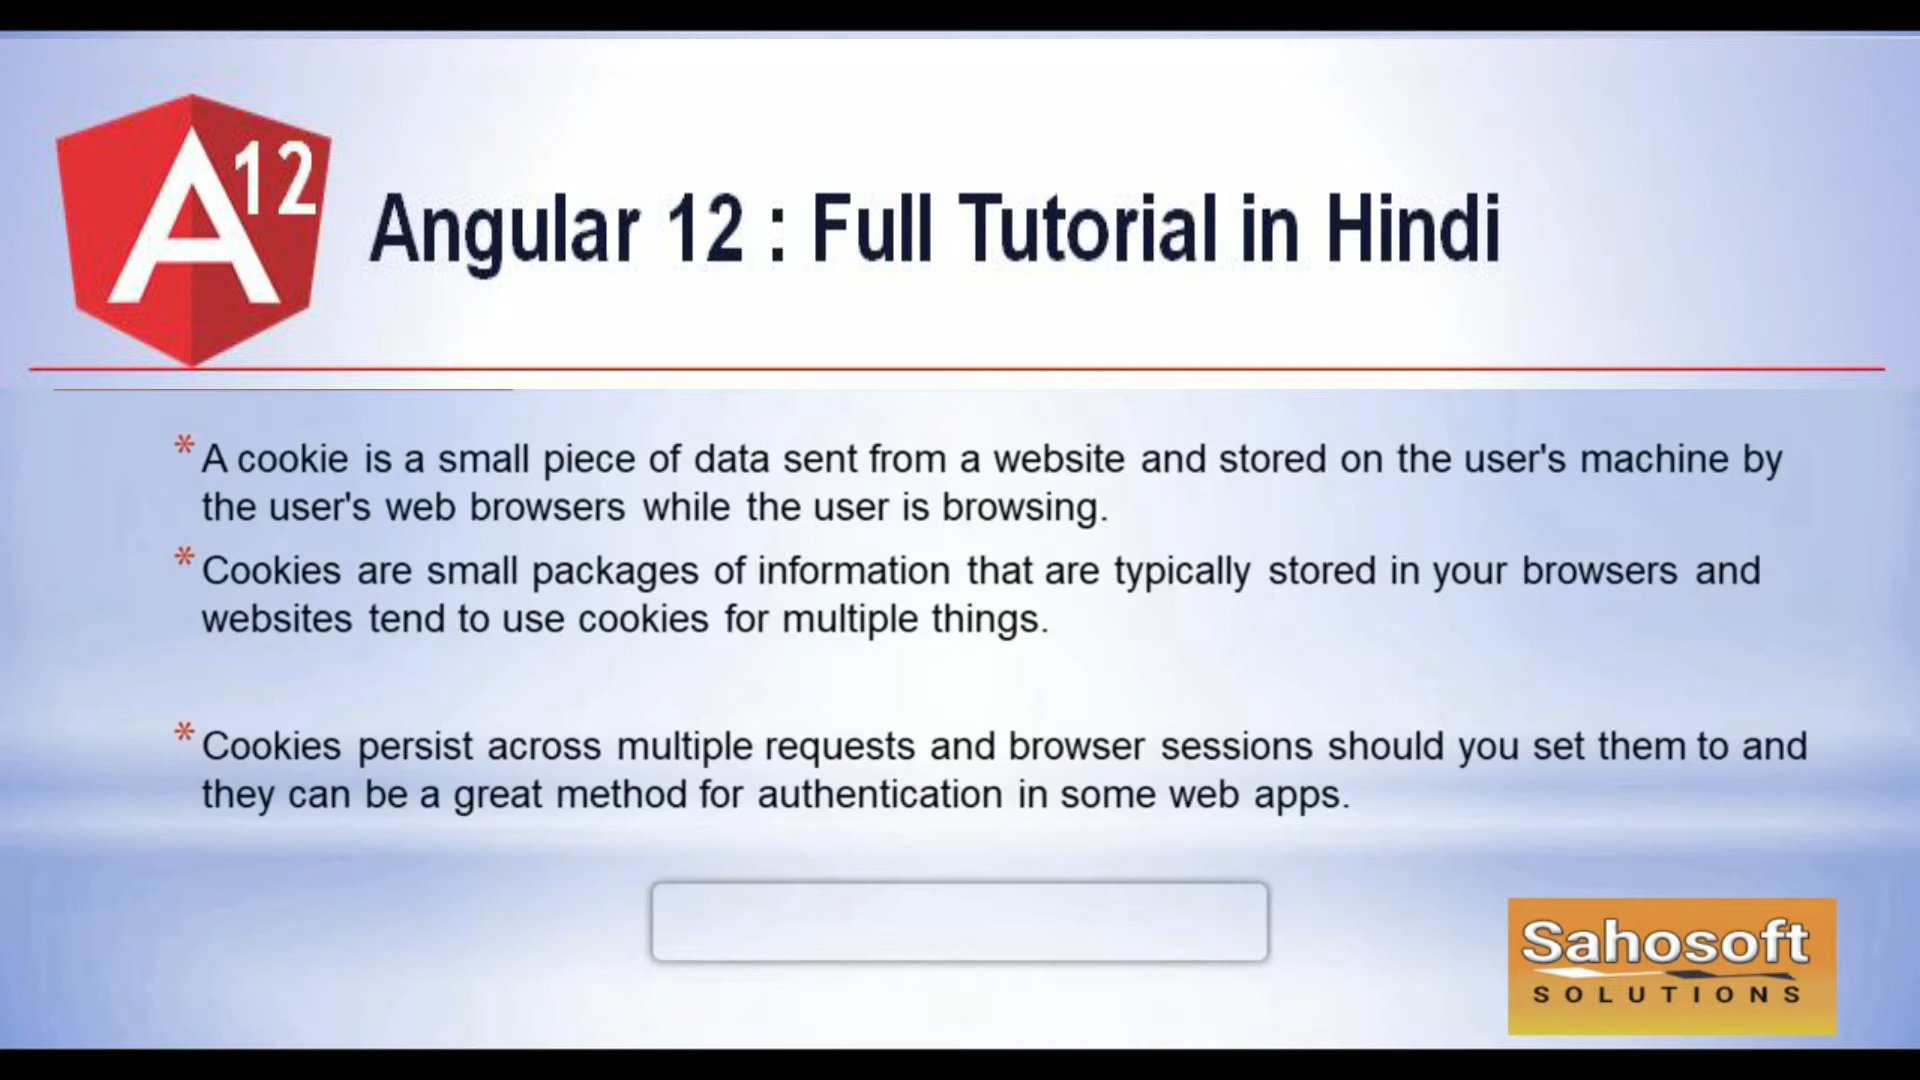 A12
Angular 12 : Full Tutorial in Hindi
* A cookie is a small piece of data sent from a website and stored on the user's machine by
the user's web browsers while the user is browsing.
* Cookies are small packages of information that are typically stored in your browsers and
websites tend to use cookies for multiple things.
* Cookies persist across multiple requests and browser sessions should you set them to and
they can be a great method for authentication in some web apps.
Sahosoft
SOLUTIONS